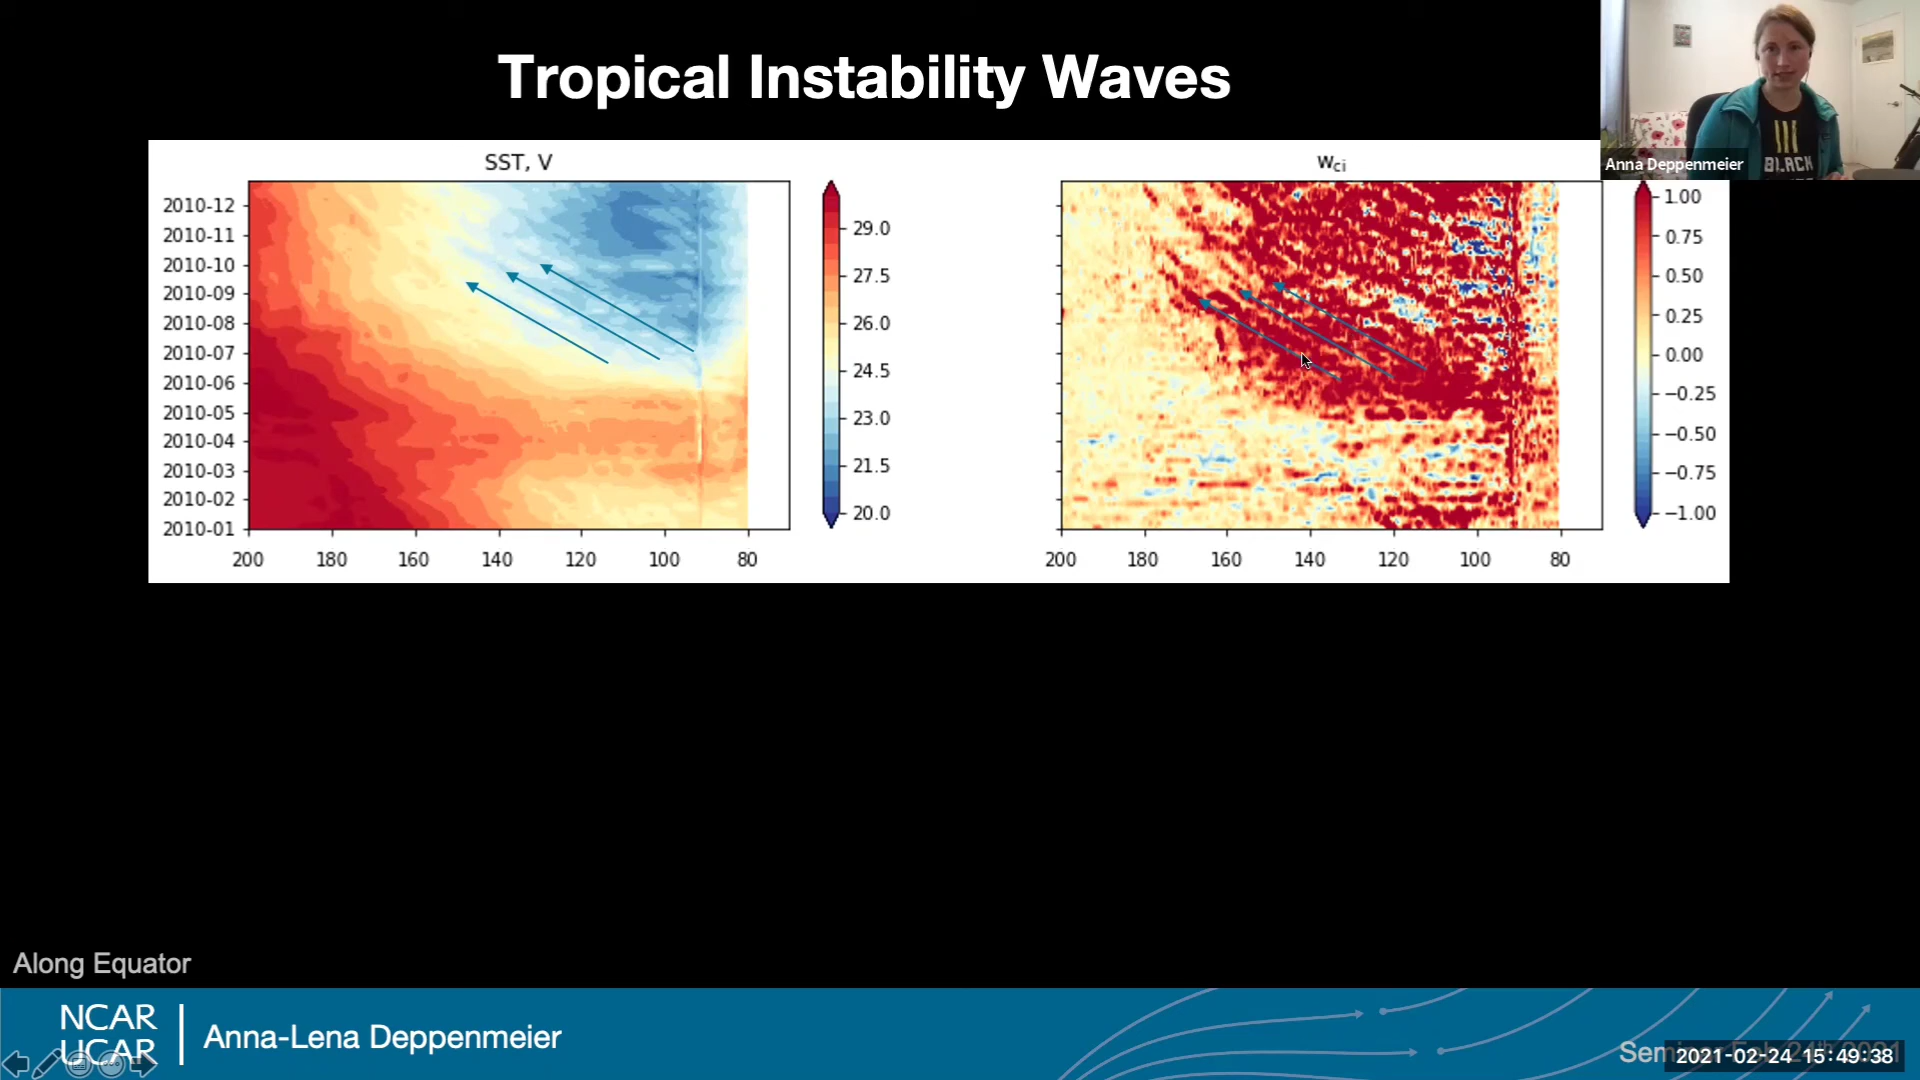 Tropical Instability Waves
SST, V
2010-12
2010-11
2010-10
2010-09
2010-08
2010-07
2010-06
2010-05
2010-04
2010-03
2010-02
2010-01
200 180 160 140 120 100 80
29.0
27.5
26.0
24.5
23.0
21.5
20.0
wci
200 180 160 140 120 100 80
1.00
0.75
0.50
0.25
0.00
−0.25
−0.50
−0.75
−1.00
Anna Deppenmeier
BLACK
Along Equator
NCAR
UCAR
Anna-Lena Deppenmeier
2021-02-24 15:49:38